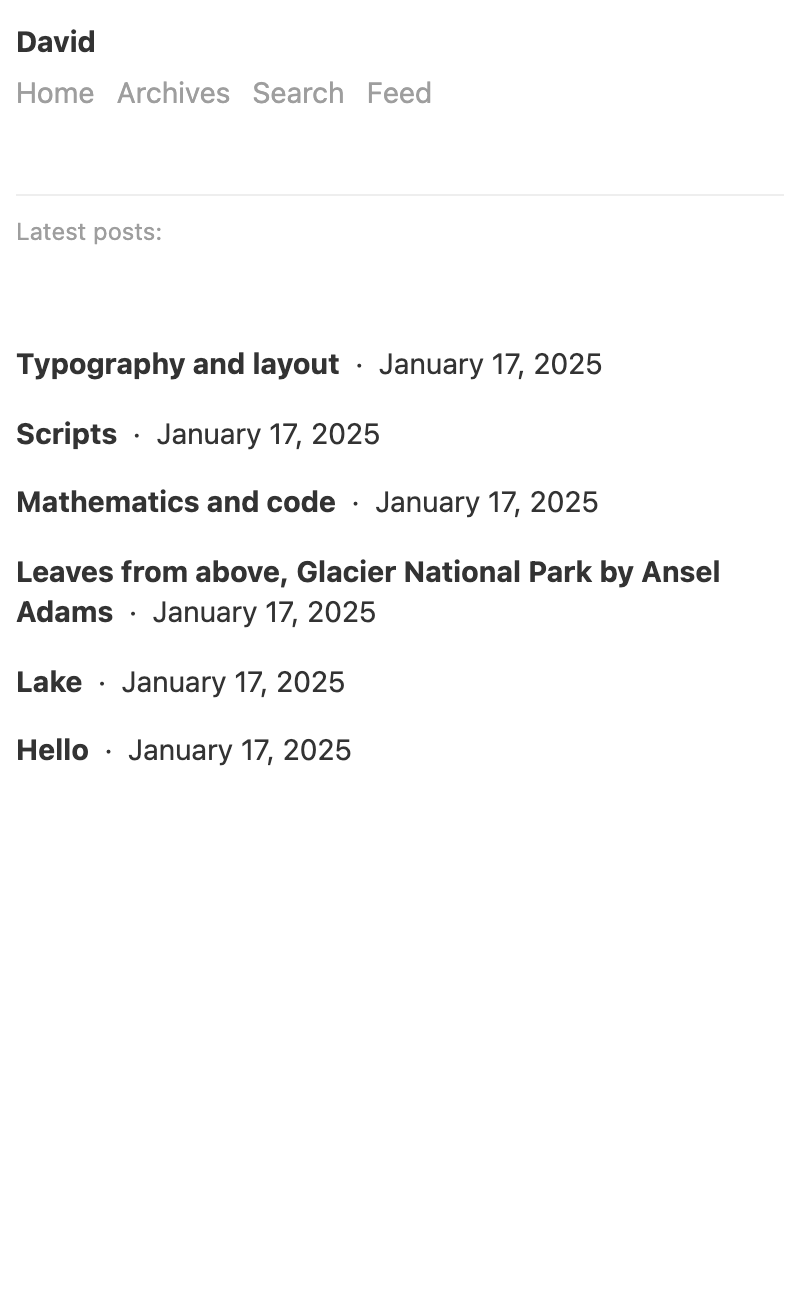 David
Home Archives Search Feed
Latest posts:
Typography and layout · January 17, 2025
Scripts · January 17, 2025
Mathematics and code · January 17, 2025
Leaves from above, Glacier National Park by Ansel
Adams · January 17, 2025
Lake · January 17, 2025
Hello · January 17, 2025